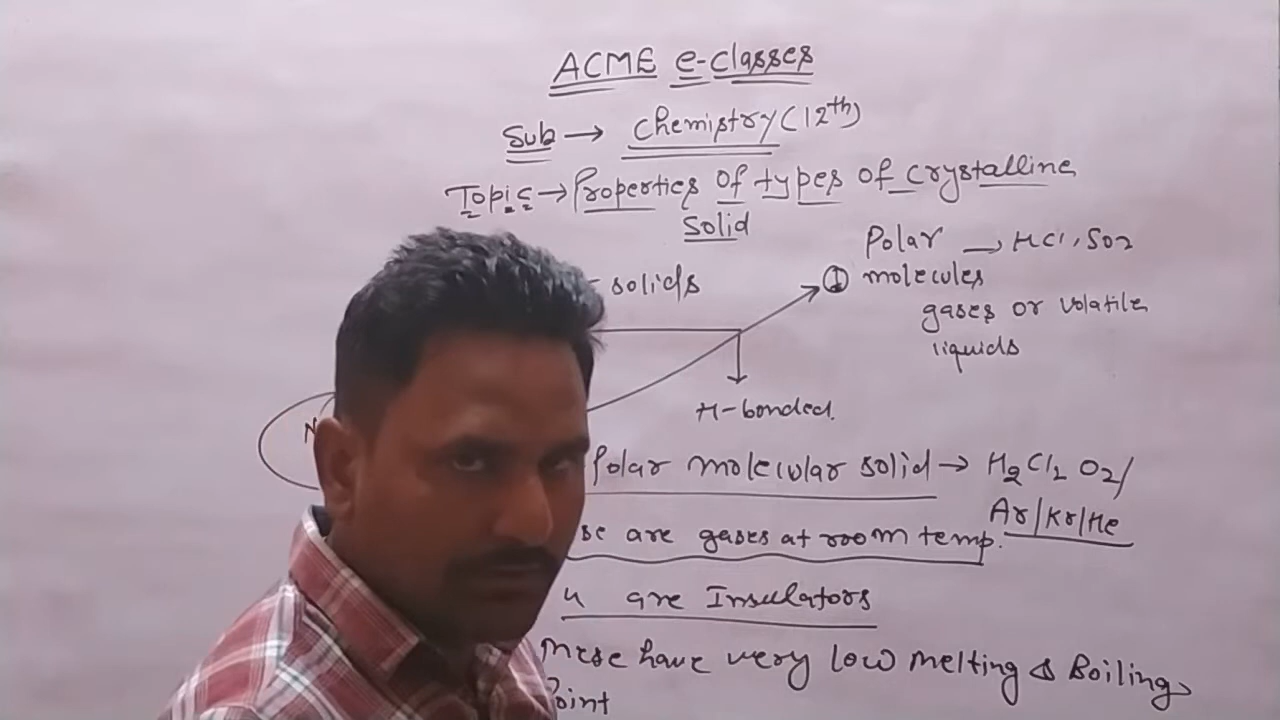 ACME e-classes
Sub → Chemistry (12th)
Topic → Properties of types of crystalline
solid
Polar → HCl, SO2
solids
① molecules
gases or volatile
liquids
H-bonded.
N
Polar molecular solid → H2 Cl2 O2/
Ar/Kr/He
se are gases at room temp.
are Insulators
These have very low melting & Boiling
Point